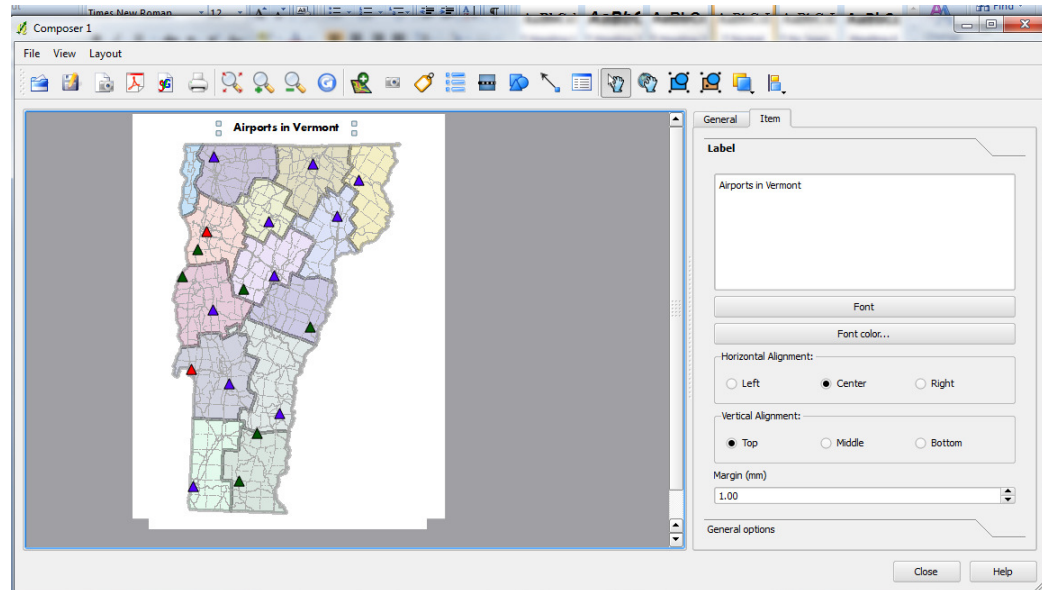 Times New Roman 12
Find
Composer 1
File View Layout
General Item
Airports in Vermont
Label
Airports in Vermont
Font
Font color...
Horizontal Alignment:
Left Center Right
Vertical Alignment:
Top Middle Bottom
Margin (mm)
1.00
General options
Close Help